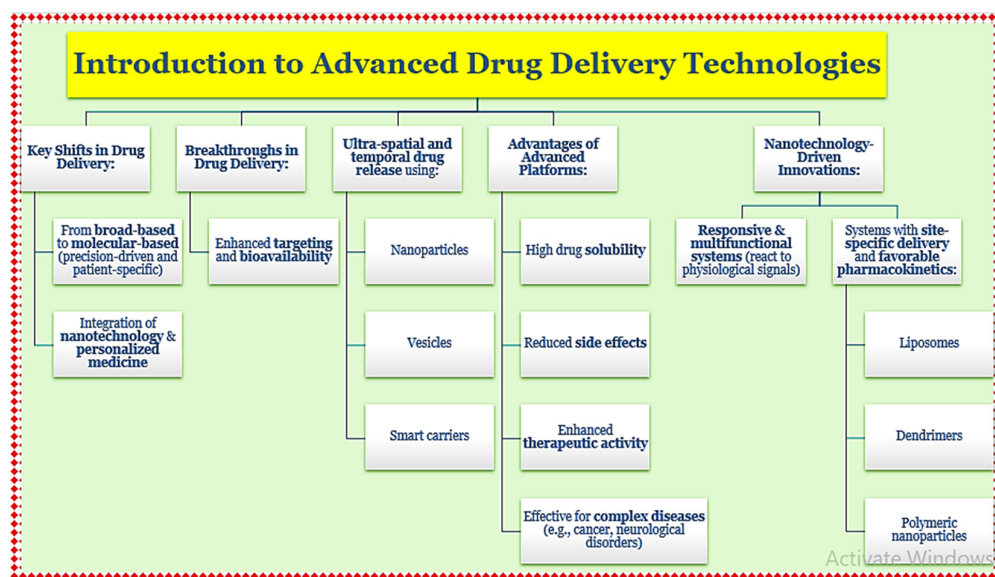 Introduction to Advanced Drug Delivery Technologies
Key Shifts in Drug
Delivery:
From broad-based
to molecular-based
(precision-driven and
patient-specific)
Integration of
nanotechnology &
personalized
medicine
Breakthroughs in
Drug Delivery:
Enhanced targeting
and bioavailability
Ultra-spatial and
temporal drug
release using:
Nanoparticles
Vesicles
Smart carriers
Advantages of
Advanced
Platforms:
High drug solubility
Reduced side effects
Enhanced
therapeutic activity
Effective for complex diseases
(e.g., cancer, neurological
disorders)
Nanotechnology-
Driven
Innovations:
Responsive &
multifunctional
systems (react to
physiological signals)
Systems with site-
specific delivery
and favorable
pharmacokinetics:
Liposomes
Dendrimers
Polymeric
nanoparticles
Activate Windows